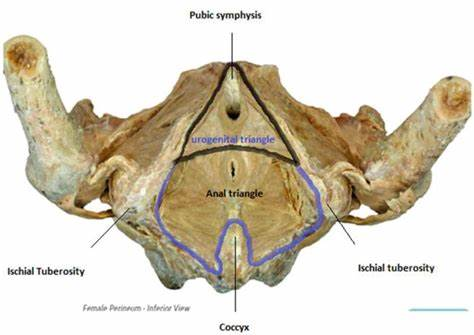 Pubic symphysis
urogenital triangle
Anal triangle
Ischial Tuberosity
Ischial tuberosity
Female Perineum - Inferior View
Coccyx